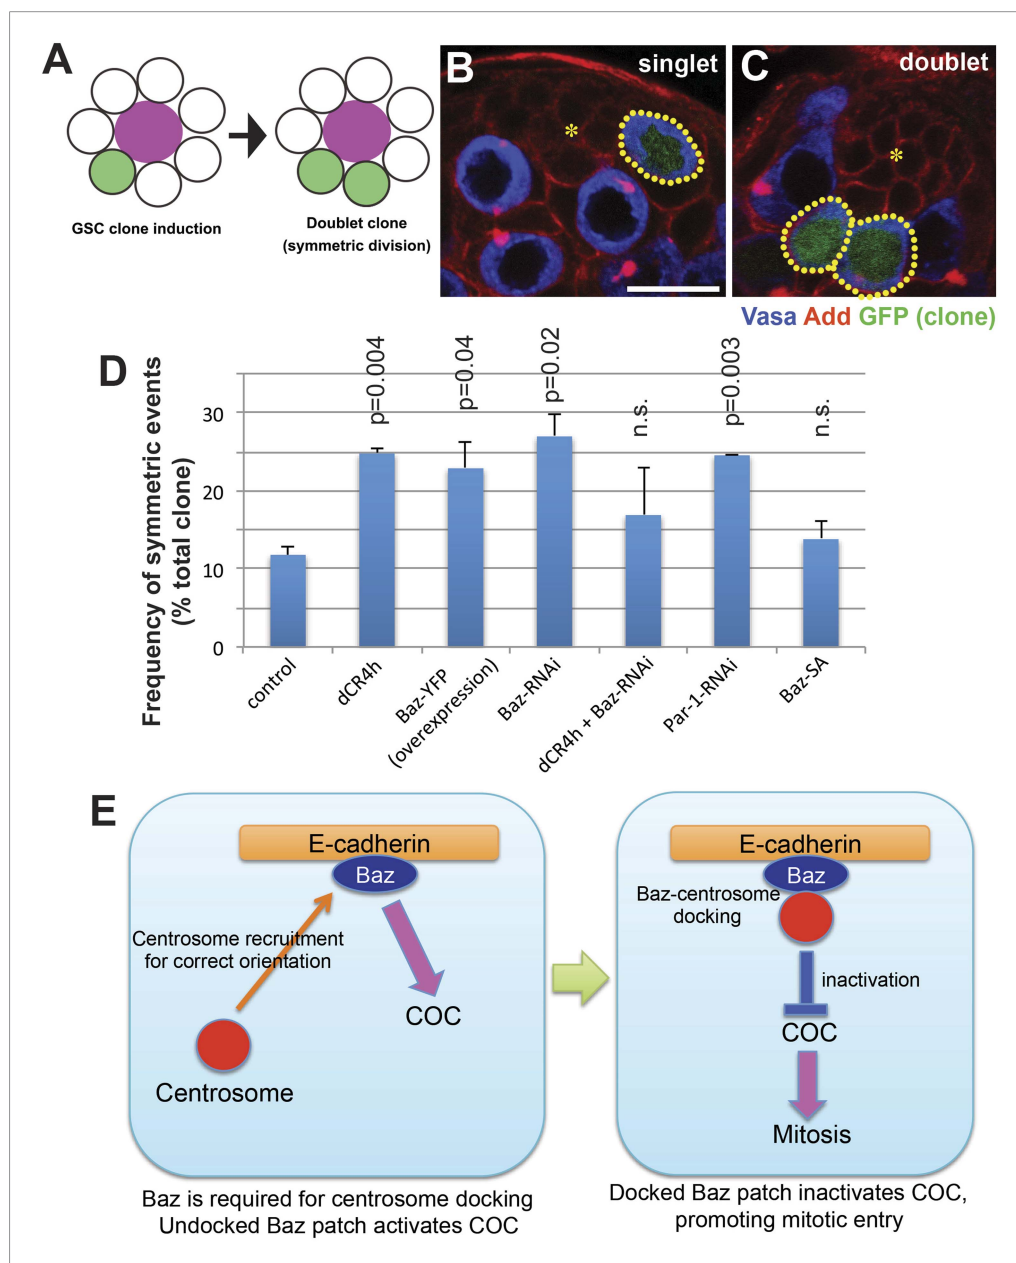 A
GSC clone induction
Doublet clone
(symmetric division)
B
singlet
*
C
doublet
*
Vasa Add GFP (clone)
D
Frequency of symmetric events
(% total clone)
30
20
10
0
p=0.004
p=0.04
p=0.02
n.s.
p=0.003
n.s.
control
dCR4h
Baz-YFP
(overexpression)
Baz-RNAi
dCR4h + Baz-RNAi
Par-1-RNAi
Baz-SA
E
E-cadherin
Baz
Centrosome recruitment
for correct orientation
COC
Centrosome
Baz is required for centrosome docking
Undocked Baz patch activates COC
E-cadherin
Baz
Baz-centrosome
docking
inactivation
COC
Mitosis
Docked Baz patch inactivates COC,
promoting mitotic entry